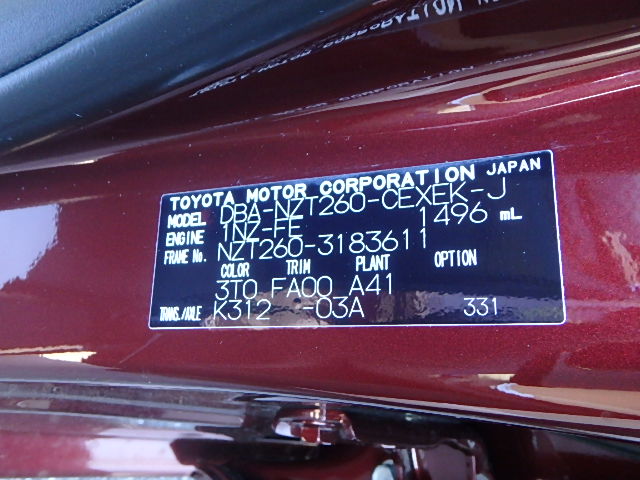 TOYOTA MOTOR CORPORATION JAPAN
MODEL DBA-NZT260-CEXEK-J
ENGINE 1NZ-FE 1496 mL
FRAME No. NZT260-3183611
COLOR TRIM PLANT OPTION
3T0 FA00 A41
TRANS./AXLE K312 -03A 331